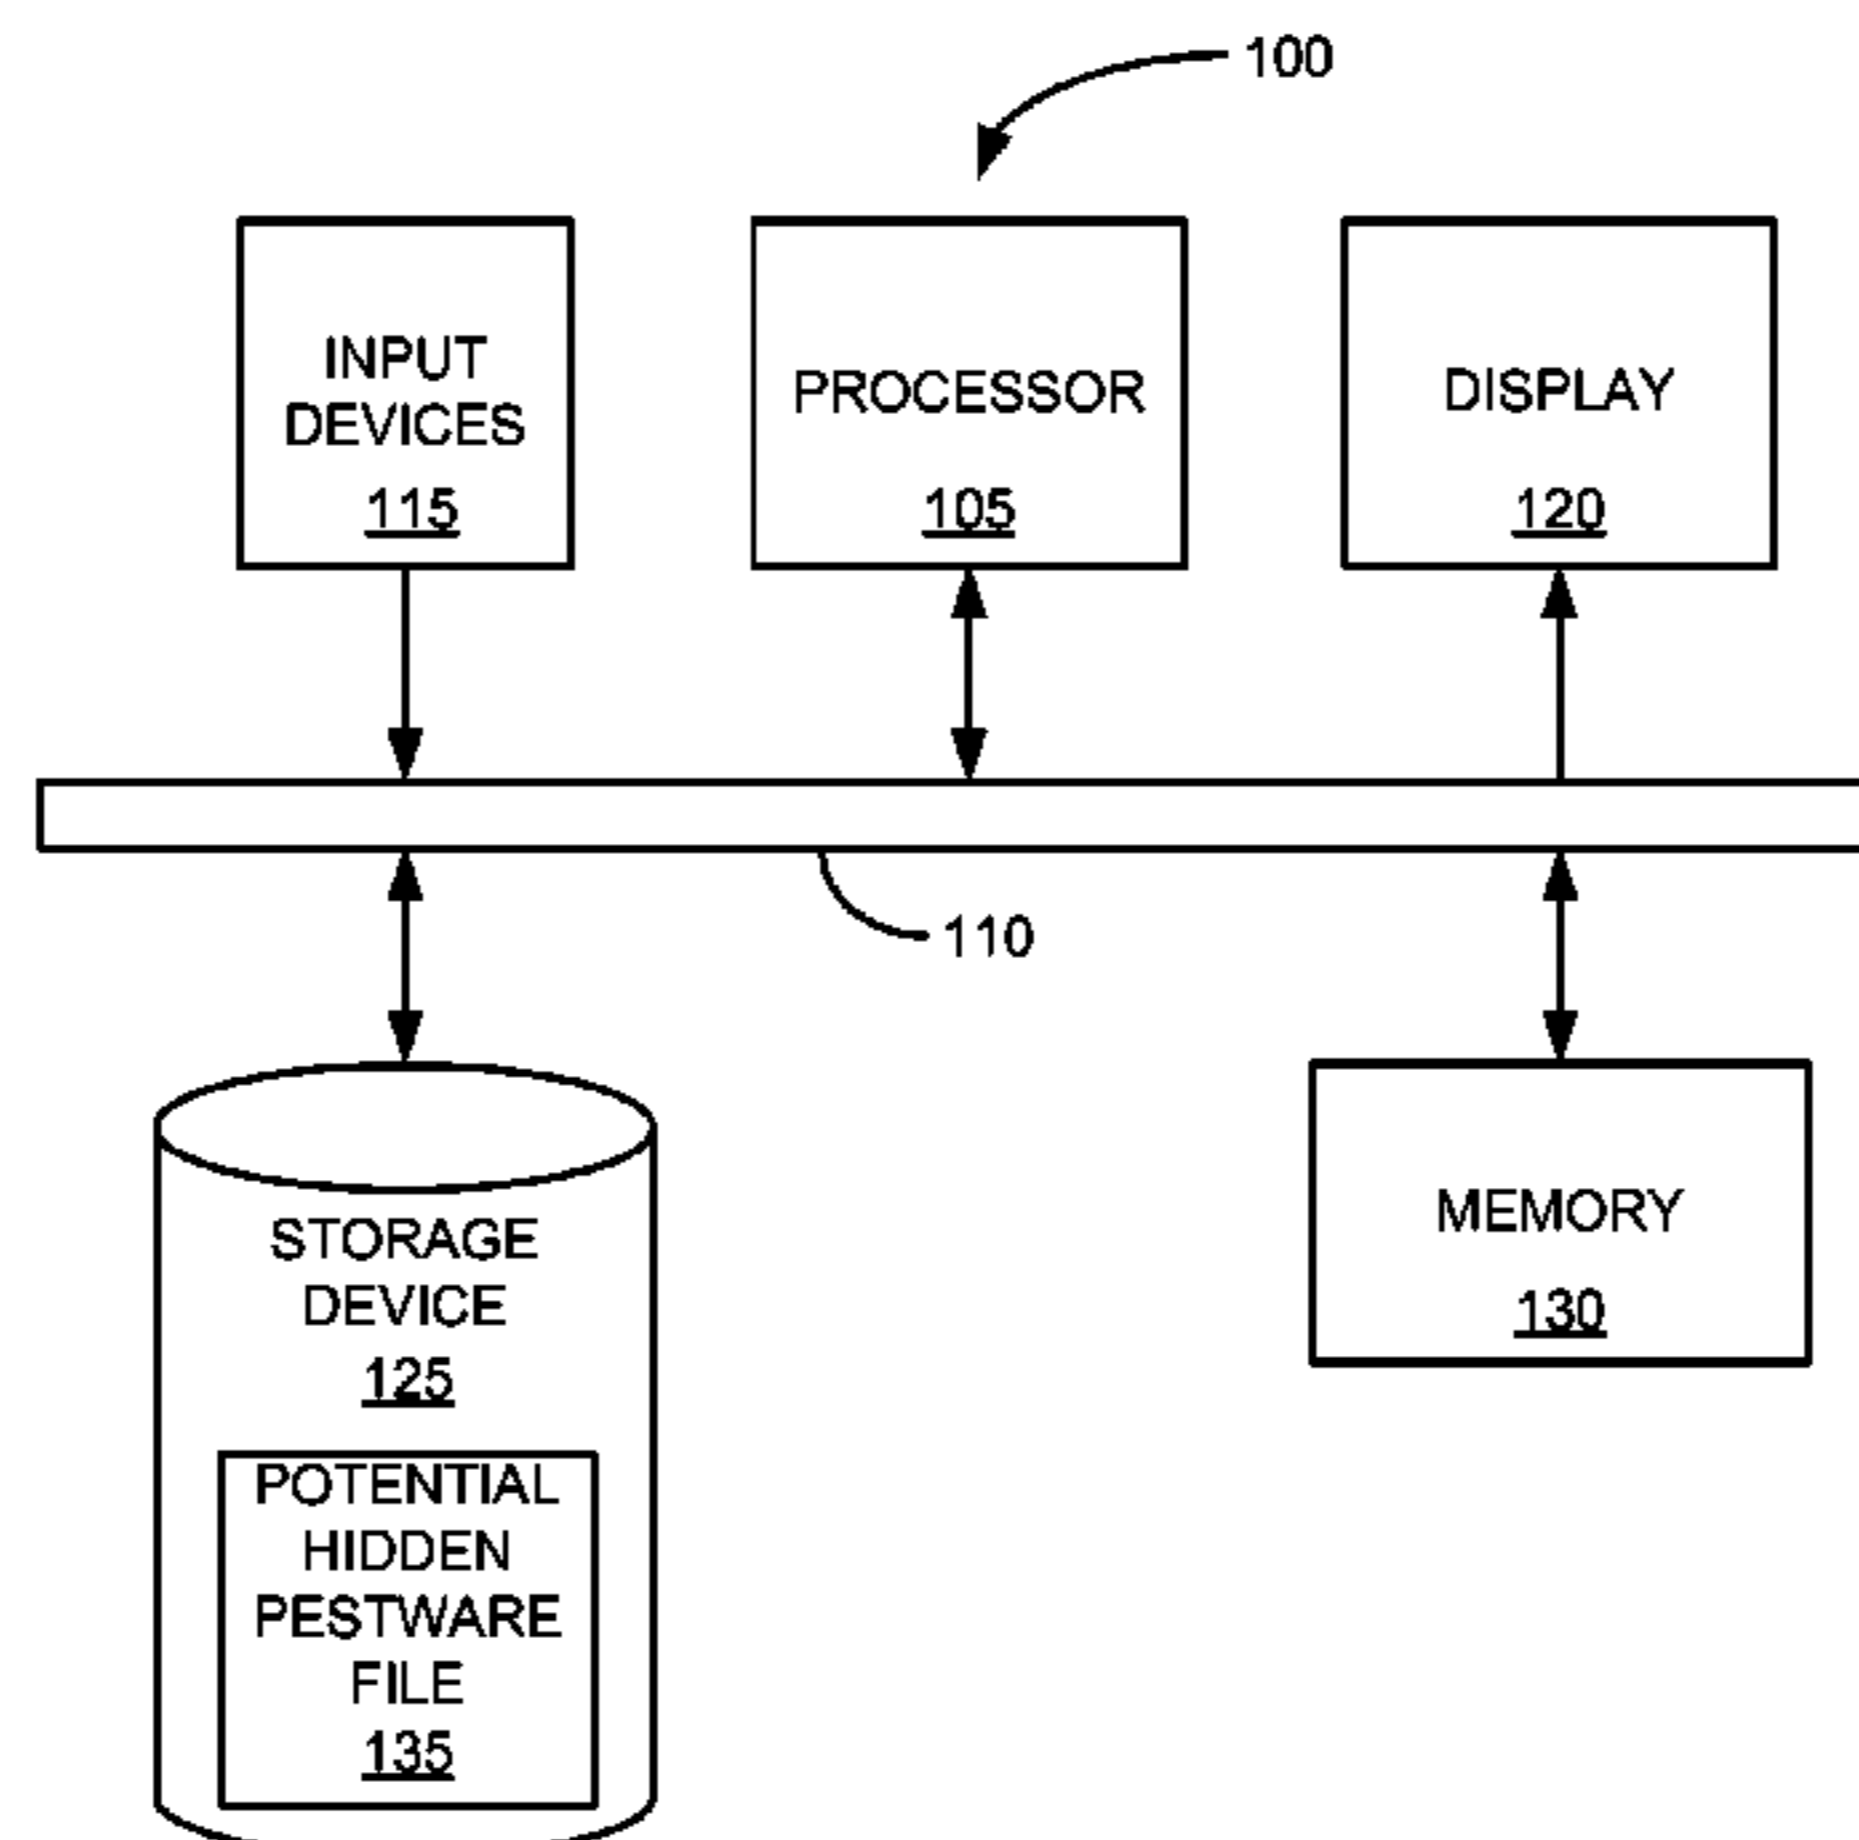 100
INPUT
DEVICES
115
PROCESSOR
105
DISPLAY
120
110
STORAGE
DEVICE
125
MEMORY
130
POTENTIAL
HIDDEN
PESTWARE
FILE
135